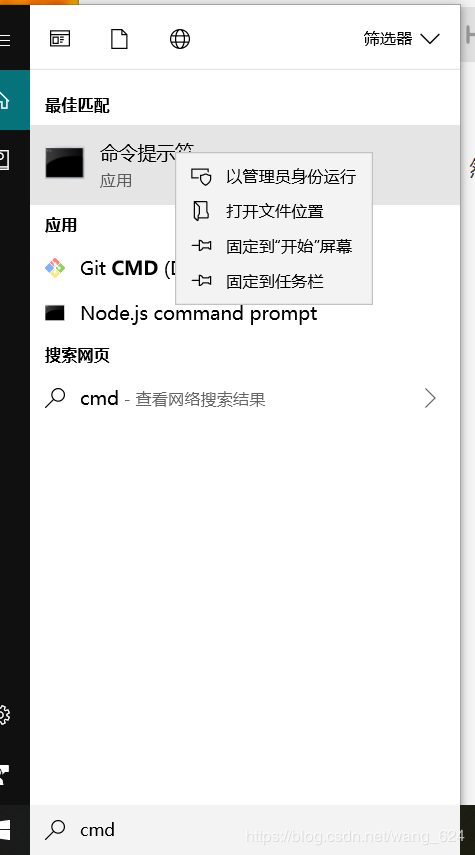 筛选器
最佳匹配
命令提示符
应用
以管理员身份运行
打开文件位置
固定到“开始”屏幕
固定到任务栏
应用
Git CMD (D
Node.js command prompt
搜索网页
cmd - 查看网络搜索结果
cmd
https://blog.csdn.net/wang_624